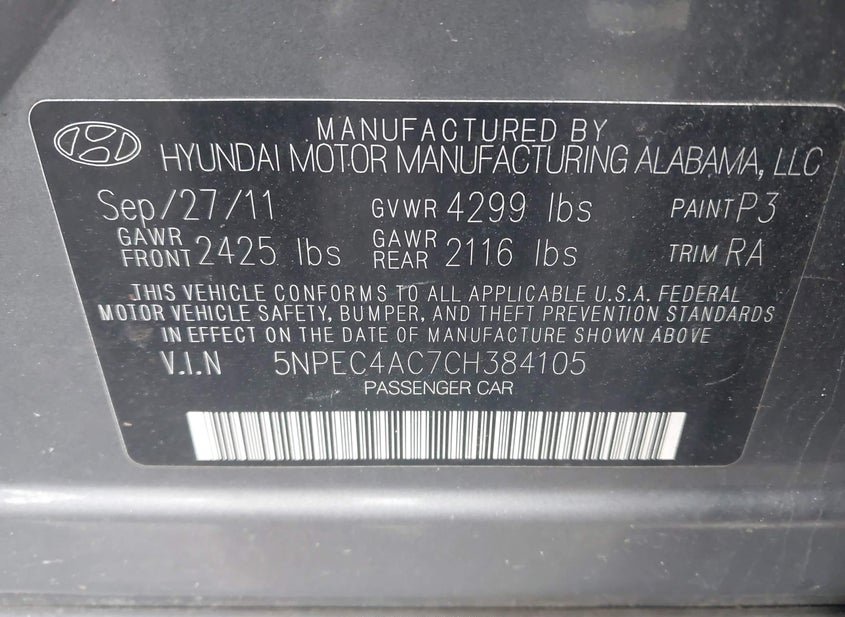 MANUFACTURED BY
HYUNDAI MOTOR MANUFACTURING ALABAMA, LLC
Sep/27/11 GVWR 4299 lbs PAINT P3
GAWR FRONT 2425 lbs GAWR REAR 2116 lbs TRIM RA
THIS VEHICLE CONFORMS TO ALL APPLICABLE U.S.A. FEDERAL
MOTOR VEHICLE SAFETY, BUMPER, AND THEFT PREVENTION STANDARDS
IN EFFECT ON THE DATE OF MANUFACTURE SHOWN ABOVE
V.I.N 5NPEC4AC7CH384105
PASSENGER CAR